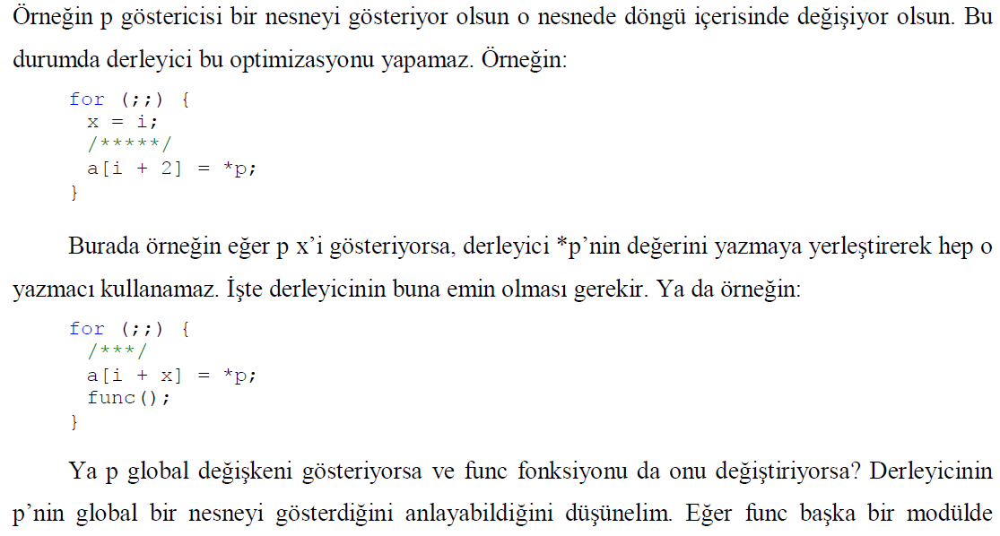 Örneğin p göstericisi bir nesneyi gösteriyor olsun o nesnede döngü içerisinde değişiyor olsun. Bu
durumda derleyici bu optimizasyonu yapamaz. Örneğin:
for (;;) {
x = i;
/*****/
a[i + 2] = *p;
}
Burada örneğin eğer p x’i gösteriyorsa, derleyici *p’nin değerini yazmaya yerleştirerek hep o
yazmacı kullanamaz. İşte derleyicinin buna emin olması gerekir. Ya da örneğin:
for (;;) {
/***/
a[i + x] = *p;
func();
}
Ya p global değişkeni gösteriyorsa ve func fonksiyonu da onu değiştiriyorsa? Derleyicinin
p’nin global bir nesneyi gösterdiğini anlayabildiğini düşünelim. Eğer func başka bir modülde